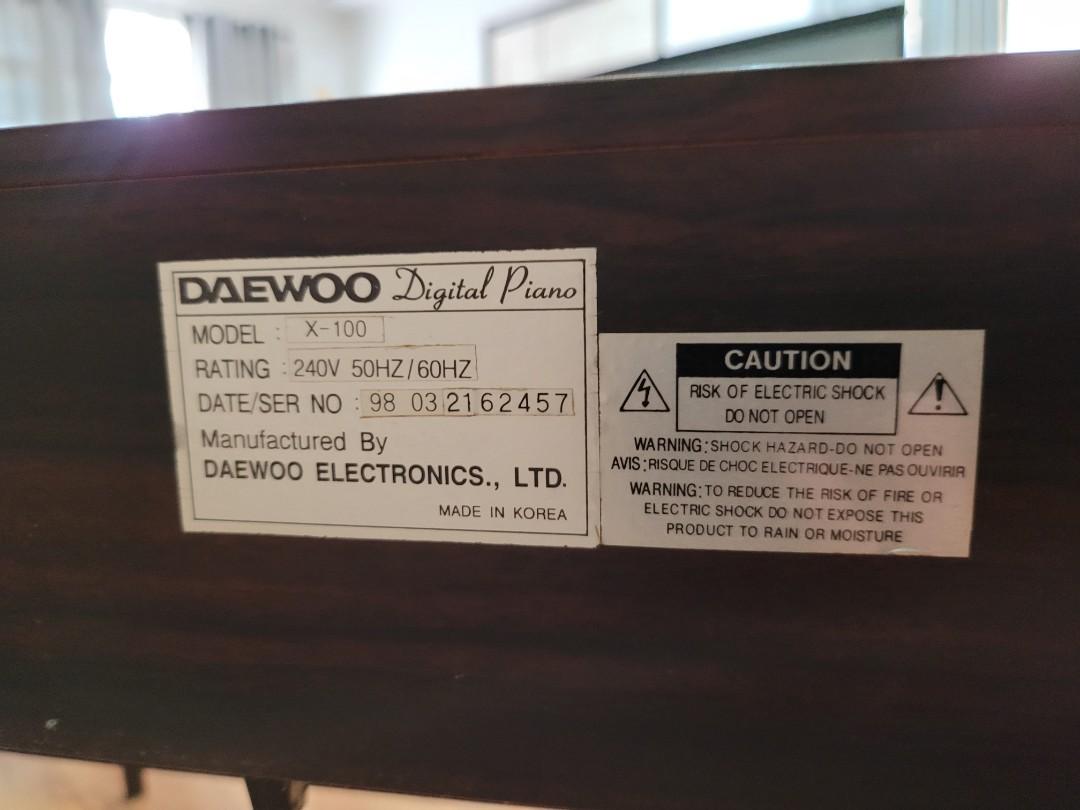 DAEWOO Digital Piano
MODEL : X-100
RATING : 240V 50HZ/60HZ
DATE/SER NO : 98 03 2162457
Manufactured By
DAEWOO ELECTRONICS., LTD.
MADE IN KOREA
CAUTION
RISK OF ELECTRIC SHOCK
DO NOT OPEN
WARNING:SHOCK HAZARD-DO NOT OPEN
AVIS:RISQUE DE CHOC ELECTRIQUE-NE PAS OUVIRIR
WARNING:TO REDUCE THE RISK OF FIRE OR
ELECTRIC SHOCK DO NOT EXPOSE THIS
PRODUCT TO RAIN OR MOISTURE